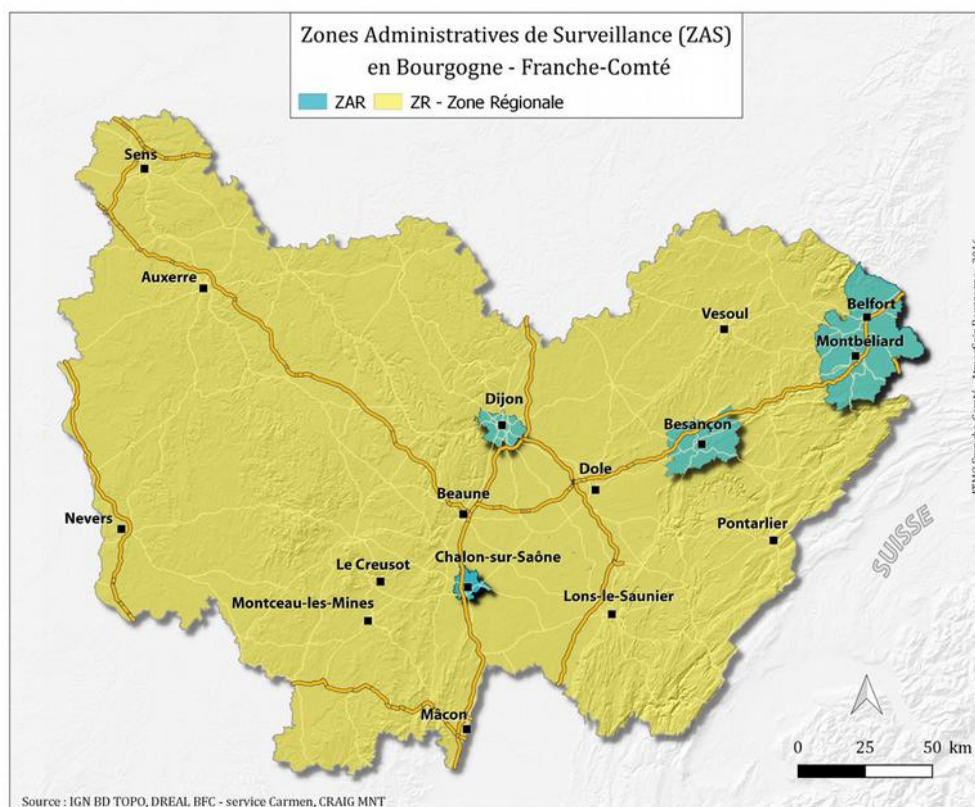 Zones Administratives de Surveillance (ZAS)
en Bourgogne - Franche-Comté
ZAR
ZR - Zone Régionale
Sens
Auxerre
Vesoul
Belfort
Montbéliard
Dijon
Besançon
Dole
Beaune
Nevers
Pontarlier
SUISSE
Chalon-sur-Saône
Le Creusot
Montceau-les-Mines
Lons-le-Saunier
Mâcon
0 25 50 km
Source : IGN BD TOPO, DREAL BFC - service Carmen, CRAIG MNT